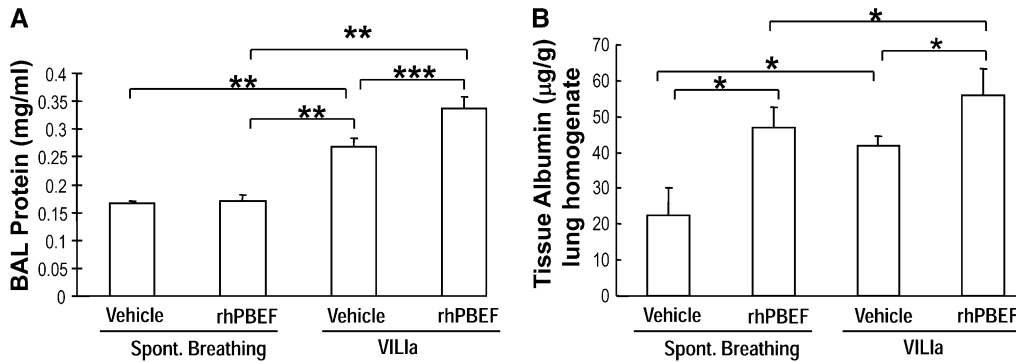 A
BAL Protein (mg/ml)
0.4
0.35
0.3
0.25
0.2
0.15
0.1
0.05
0
**
***
**
**
Vehicle rhPBEF Vehicle rhPBEF
Spont. Breathing VILIa
B
Tissue Albumin (µg/g)
lung homogenate
70
60
50
40
30
20
10
0
*
*
*
*
Vehicle rhPBEF Vehicle rhPBEF
Spont. Breathing VILIa